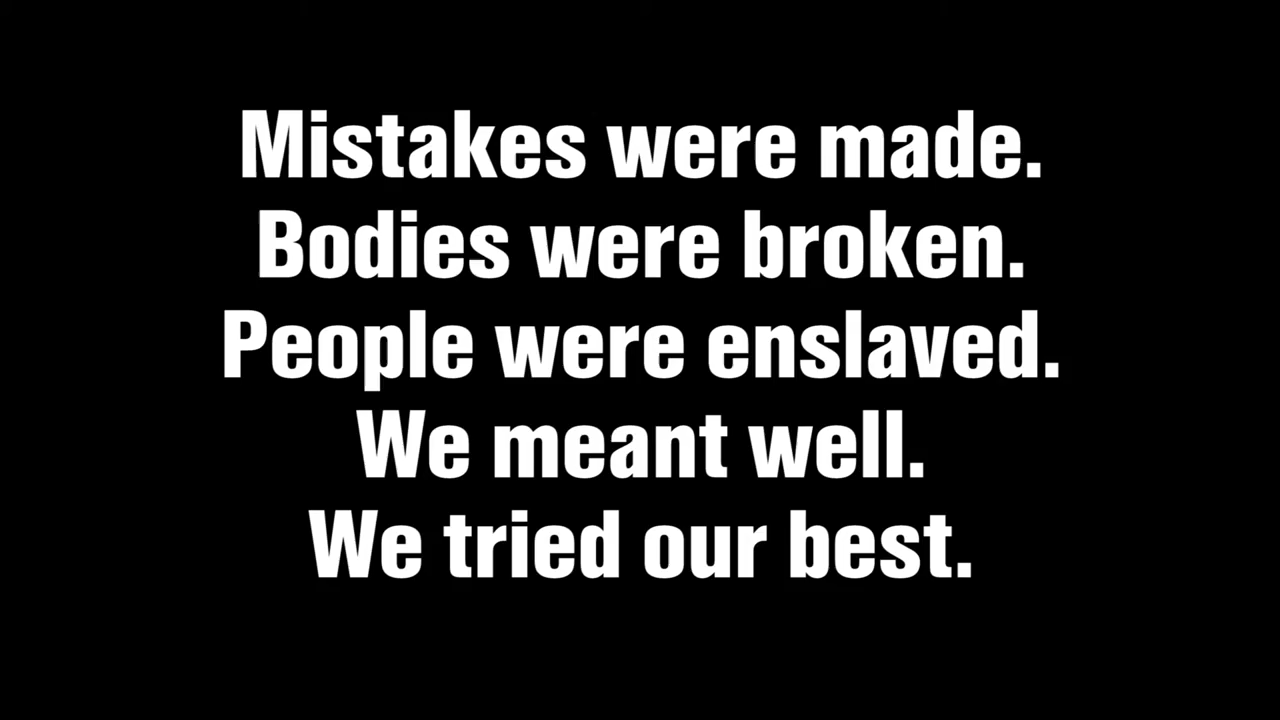 Mistakes were made.
Bodies were broken.
People were enslaved.
We meant well.
We tried our best.